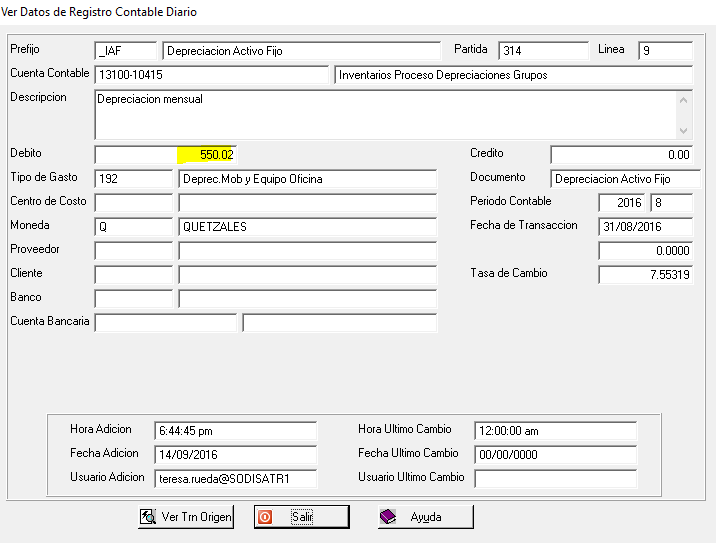 Ver Datos de Registro Contable Diario
Prefijo _IAF Depreciacion Activo Fijo Partida 314 Linea 9
Cuenta Contable 13100-10415 Inventarios Proceso Depreciaciones Grupos
Descripcion Depreciacion mensual
Debito 550.02 Credito 0.00
Tipo de Gasto 192 Deprec.Mob y Equipo Oficina Documento Depreciacion Activo Fijo
Centro de Costo Periodo Contable 2016 8
Moneda Q QUETZALES Fecha de Transaccion 31/08/2016
Proveedor 0.0000
Cliente Tasa de Cambio 7.55319
Banco
Cuenta Bancaria
Hora Adicion 6:44:45 pm Hora Ultimo Cambio 12:00:00 am
Fecha Adicion 14/09/2016 Fecha Ultimo Cambio 00/00/0000
Usuario Adicion teresa.rueda@SODISATR1 Usuario Ultimo Cambio
Ver Trn Origen Salir Ayuda